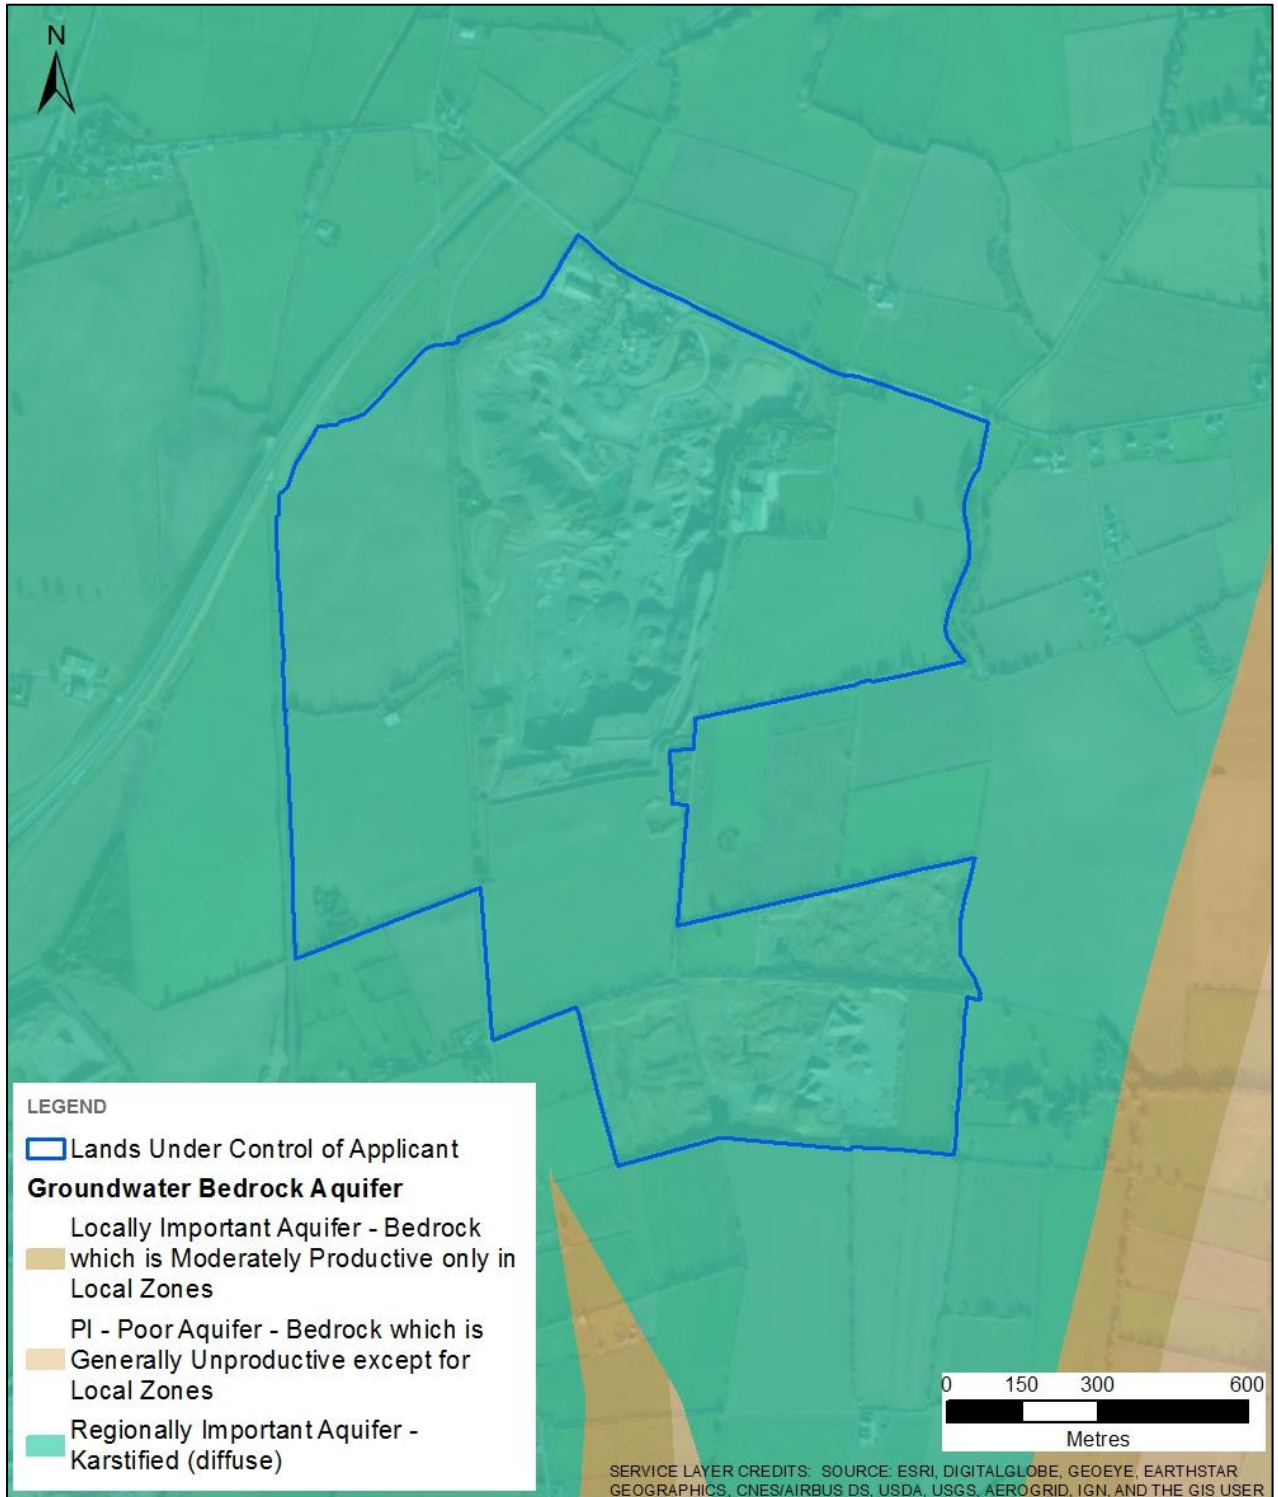 N
LEGEND
Lands Under Control of Applicant
Groundwater Bedrock Aquifer
Locally Important Aquifer - Bedrock
which is Moderately Productive only in
Local Zones
Pl - Poor Aquifer - Bedrock which is
Generally Unproductive except for
Local Zones
Regionally Important Aquifer -
Karstified (diffuse)
0 150 300 600
Metres
SERVICE LAYER CREDITS: SOURCE: ESRI, DIGITALGLOBE, GEOEYE, EARTHSTAR
GEOGRAPHICS, CNES/AIRBUS DS, USDA, USGS, AEROGRID, IGN, AND THE GIS USER